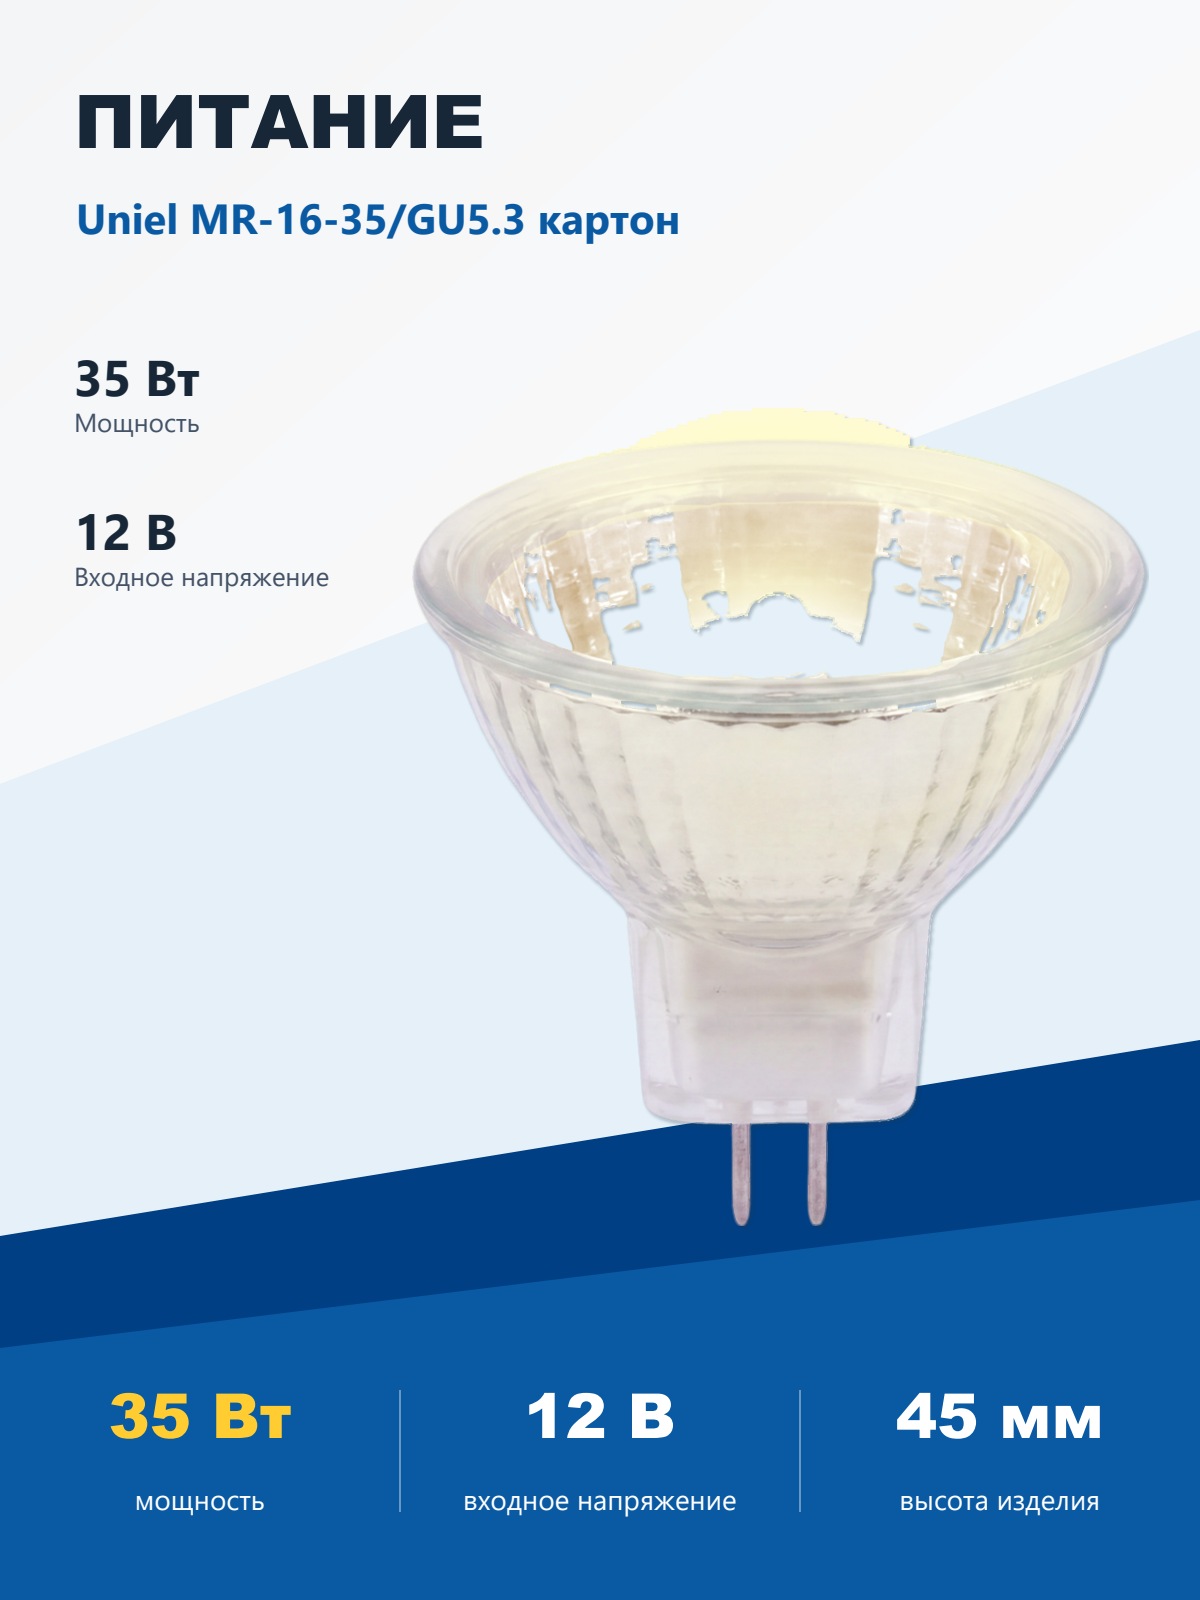 ПИТАНИЕ
Uniel MR-16-35/GU5.3 картон
35 Вт
Мощность
12 В
Входное напряжение
35 Вт
мощность
12 В
входное напряжение
45 мм
высота изделия